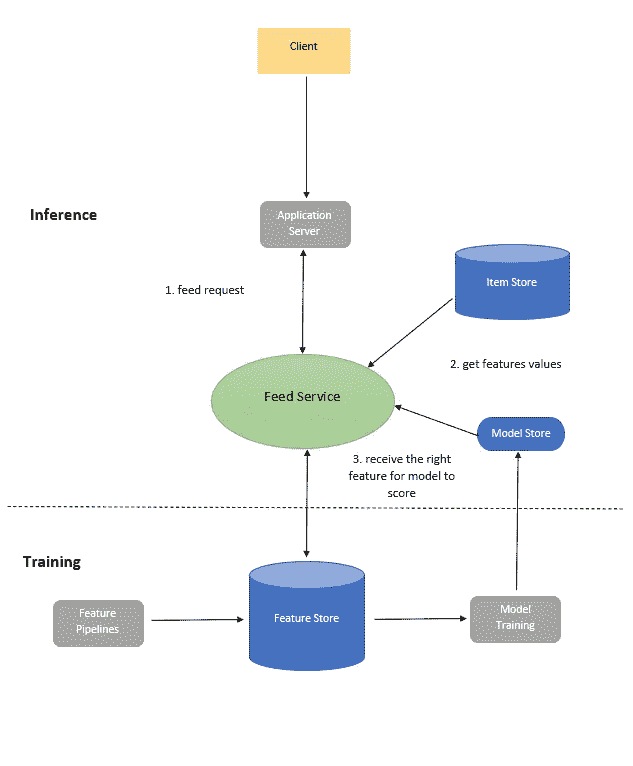 Client
Inference
Application
Server
1. feed request
Item Store
2. get features values
Feed Service
Model Store
3. receive the right
feature for model to
score
Training
Feature
Pipelines
Feature Store
Model
Training